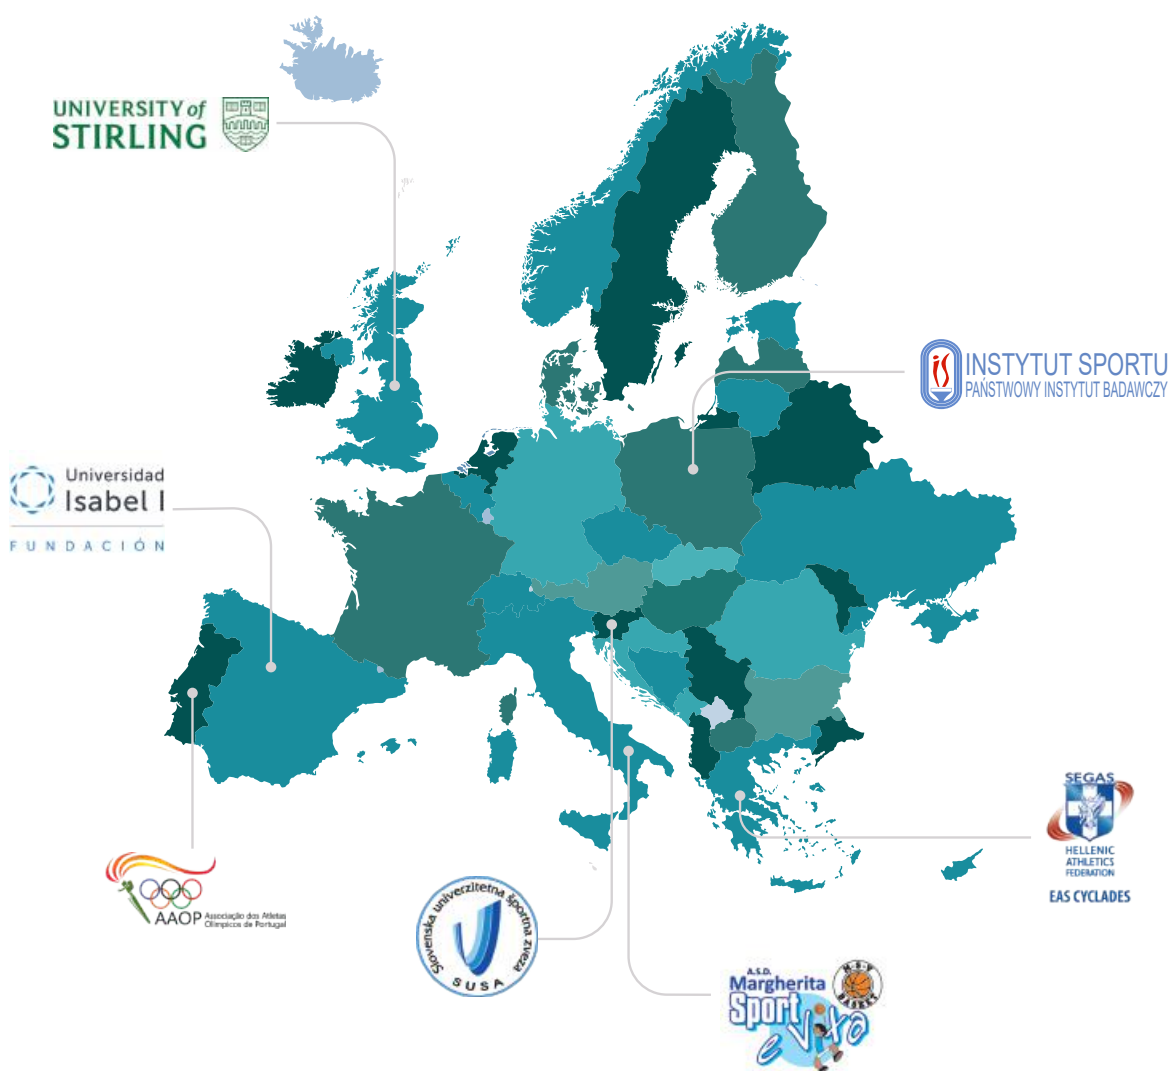 UNIVERSITY of
STIRLING
INSTYTUT SPORTU
PAŃSTWOWY INSTYTUT BADAWCZY
Universidad
Isabel I
FUNDACIÓN
SEGAS
HELLENIC
ATHLETICS
FEDERATION
EAS CYCLADES
AAOP Associação dos Atletas
Olímpicos de Portugal
Slovenska univerzitetna športna zveza
SUSA
A.S.D.
Margherita
Sport
e Vita
M.S.V.
BASKET